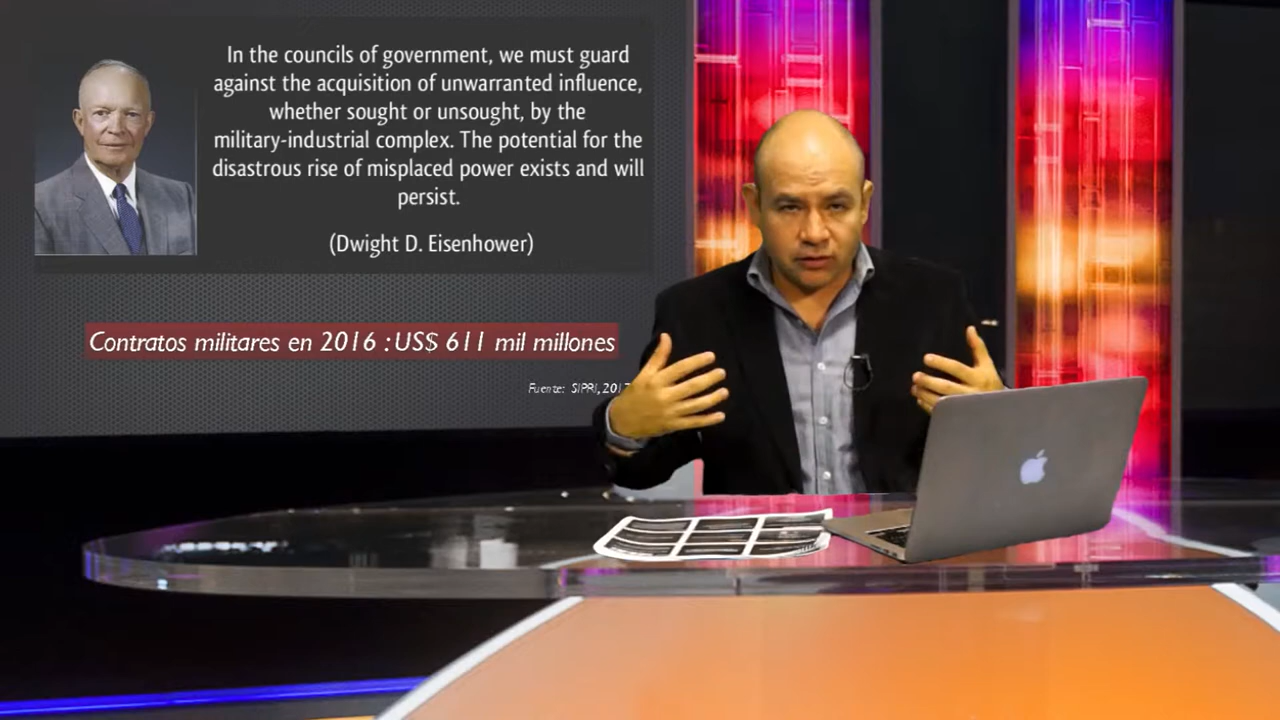 In the councils of government, we must guard
against the acquisition of unwarranted influence,
whether sought or unsought, by the
military-industrial complex. The potential for the
disastrous rise of misplaced power exists and will
persist.
(Dwight D. Eisenhower)
Contratos militares en 2016 : US$ 611 mil millones
Fuente: SIPRI, 2017